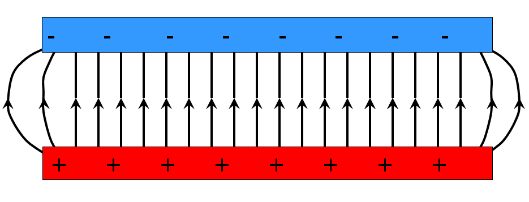 - - - - - - - -
+ + + + + + + +